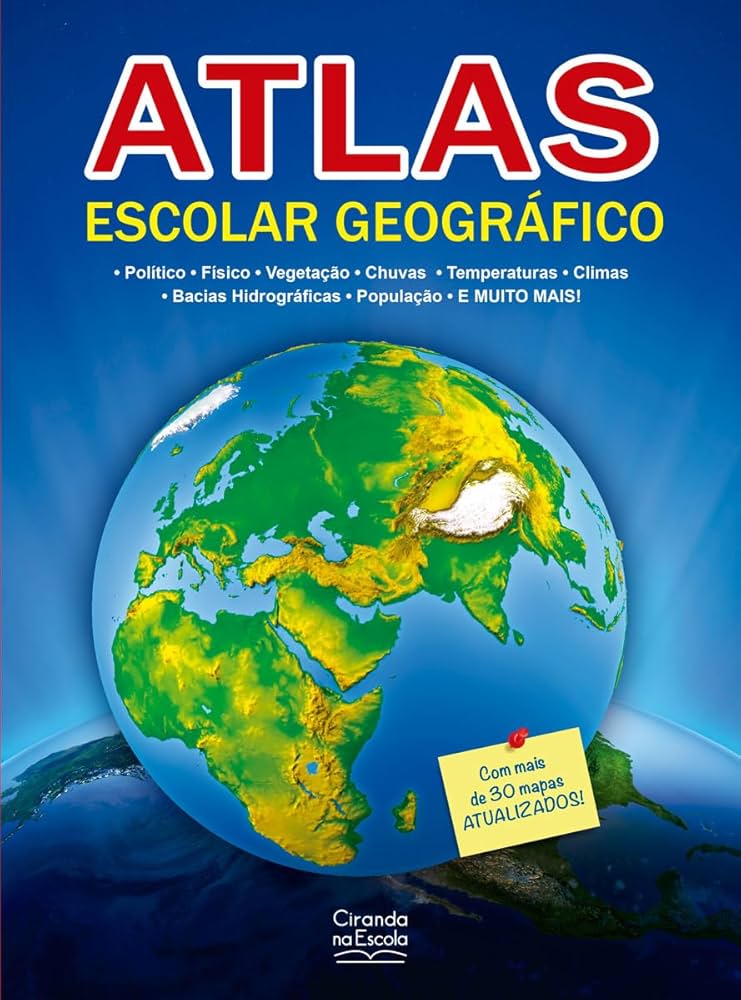 ATLAS
ESCOLAR GEOGRÁFICO
• Político • Físico • Vegetação • Chuvas • Temperaturas • Climas
• Bacias Hidrográficas • População • E MUITO MAIS!
Com mais
de 30 mapas
ATUALIZADOS!
Ciranda
na Escola